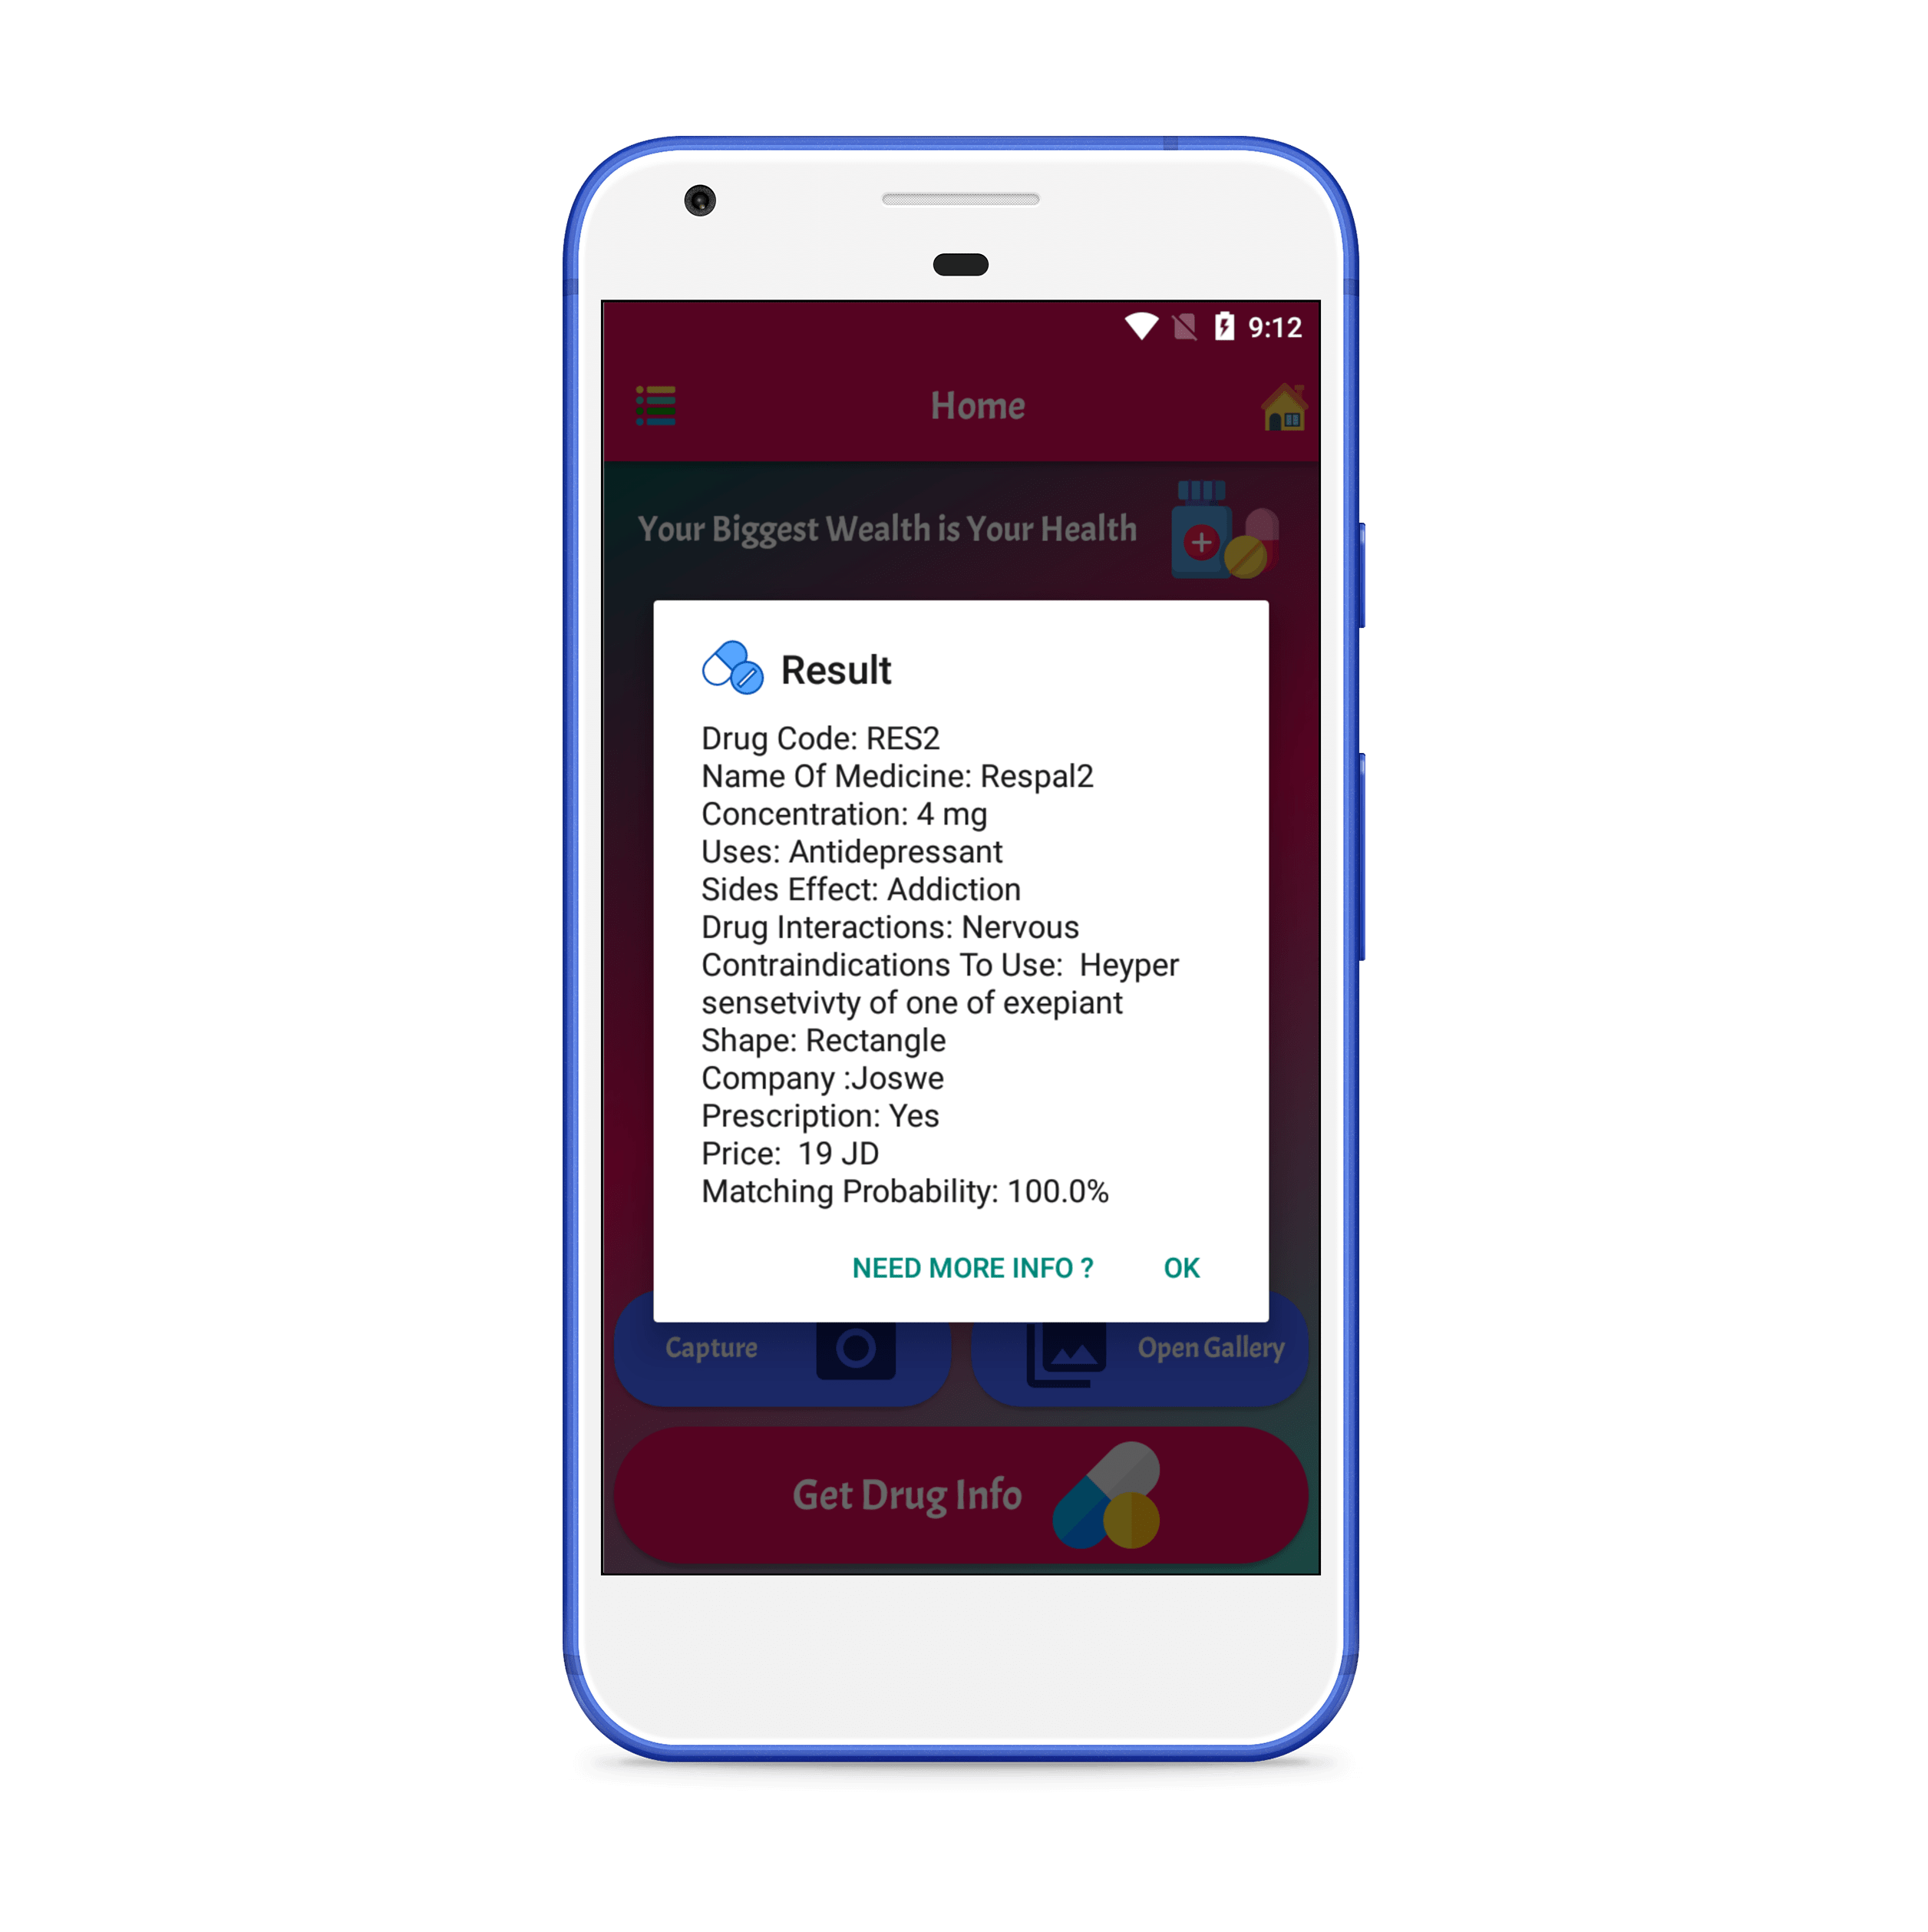 9:12
Home
Your Biggest Wealth is Your Health
Result
Drug Code: RES2
Name Of Medicine: Respal2
Concentration: 4 mg
Uses: Antidepressant
Sides Effect: Addiction
Drug Interactions: Nervous
Contraindications To Use:  Heyper
sensetvivty of one of exepiant
Shape: Rectangle
Company :Joswe
Prescription: Yes
Price:  19 JD
Matching Probability: 100.0%
NEED MORE INFO ? OK
Capture Open Gallery
Get Drug Info